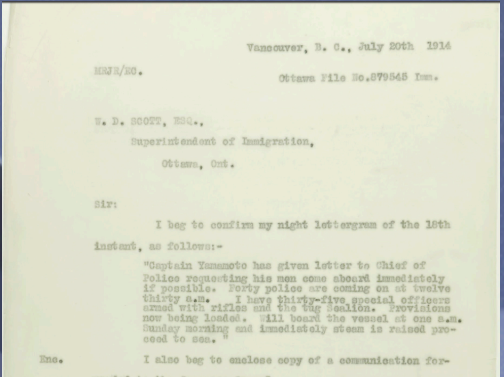 Vancouver, B. C., July 20th 1914
MRJR/EC.
Ottawa File No.879545 Imm.
W. D. SCOTT, ESQ.,
Superintendent of Immigration,
Ottawa, Ont.
Sir:
I beg to confirm my night lettergram of the 18th
instant, as follows:-
"Captain Yamamoto has given letter to Chief of
Police requesting his men come aboard immediately
if possible. Forty police are coming on at twelve
thirty a.m. I have thirty-five special officers
armed with rifles and the tug Sealion. Provisions
now being loaded. Will board the vessel at one a.m.
Sunday morning and immediately steam is raised pro-
ceed to sea."
Enc. I also beg to enclose copy of a communication for-